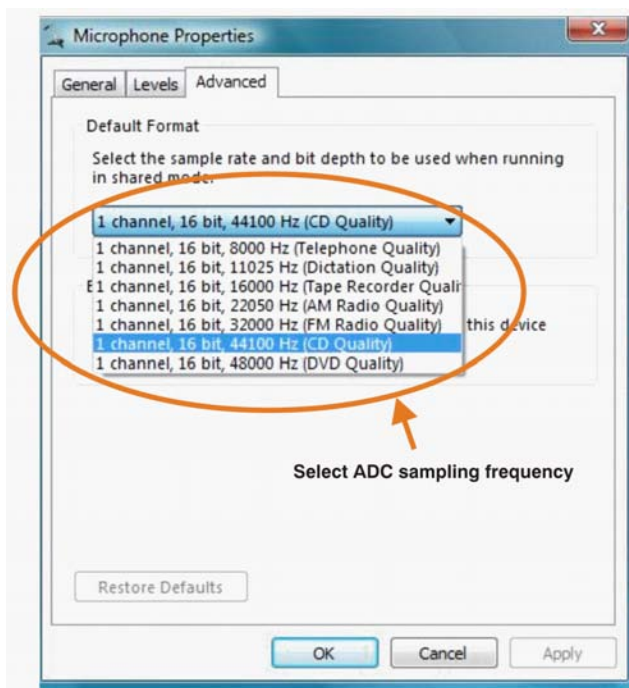 Microphone Properties
General Levels Advanced
Default Format
Select the sample rate and bit depth to be used when running
in shared mode.
1 channel, 16 bit, 44100 Hz (CD Quality)
1 channel, 16 bit, 8000 Hz (Telephone Quality)
1 channel, 16 bit, 11025 Hz (Dictation Quality)
1 channel, 16 bit, 16000 Hz (Tape Recorder Quali
1 channel, 16 bit, 22050 Hz (AM Radio Quality)
1 channel, 16 bit, 32000 Hz (FM Radio Quality) this device
1 channel, 16 bit, 44100 Hz (CD Quality)
1 channel, 16 bit, 48000 Hz (DVD Quality)
Select ADC sampling frequency
Restore Defaults
OK Cancel Apply